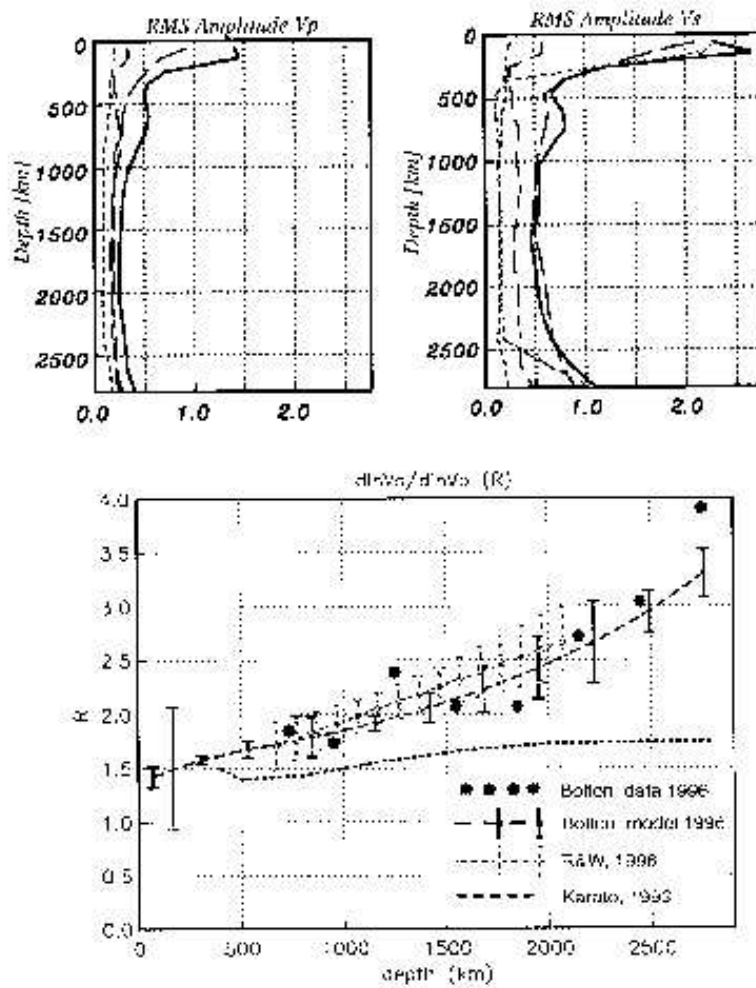 RMS Amplitude Vp
0
500
1000
1500
2000
2500
Depth [km]
0.0 1.0 2.0
RMS Amplitude Vs
0
500
1000
1500
2000
2500
Depth [km]
0.0 1.0 2.0
dlnVs/dlnVp (R)
4.0
3.5
3.0
2.5
2.0
1.5
1.0
0.5
0.0
R
0 500 1000 1500 2000 2500
depth (km)
data 1996
model 1996
R&W, 1996
Karato, 1993